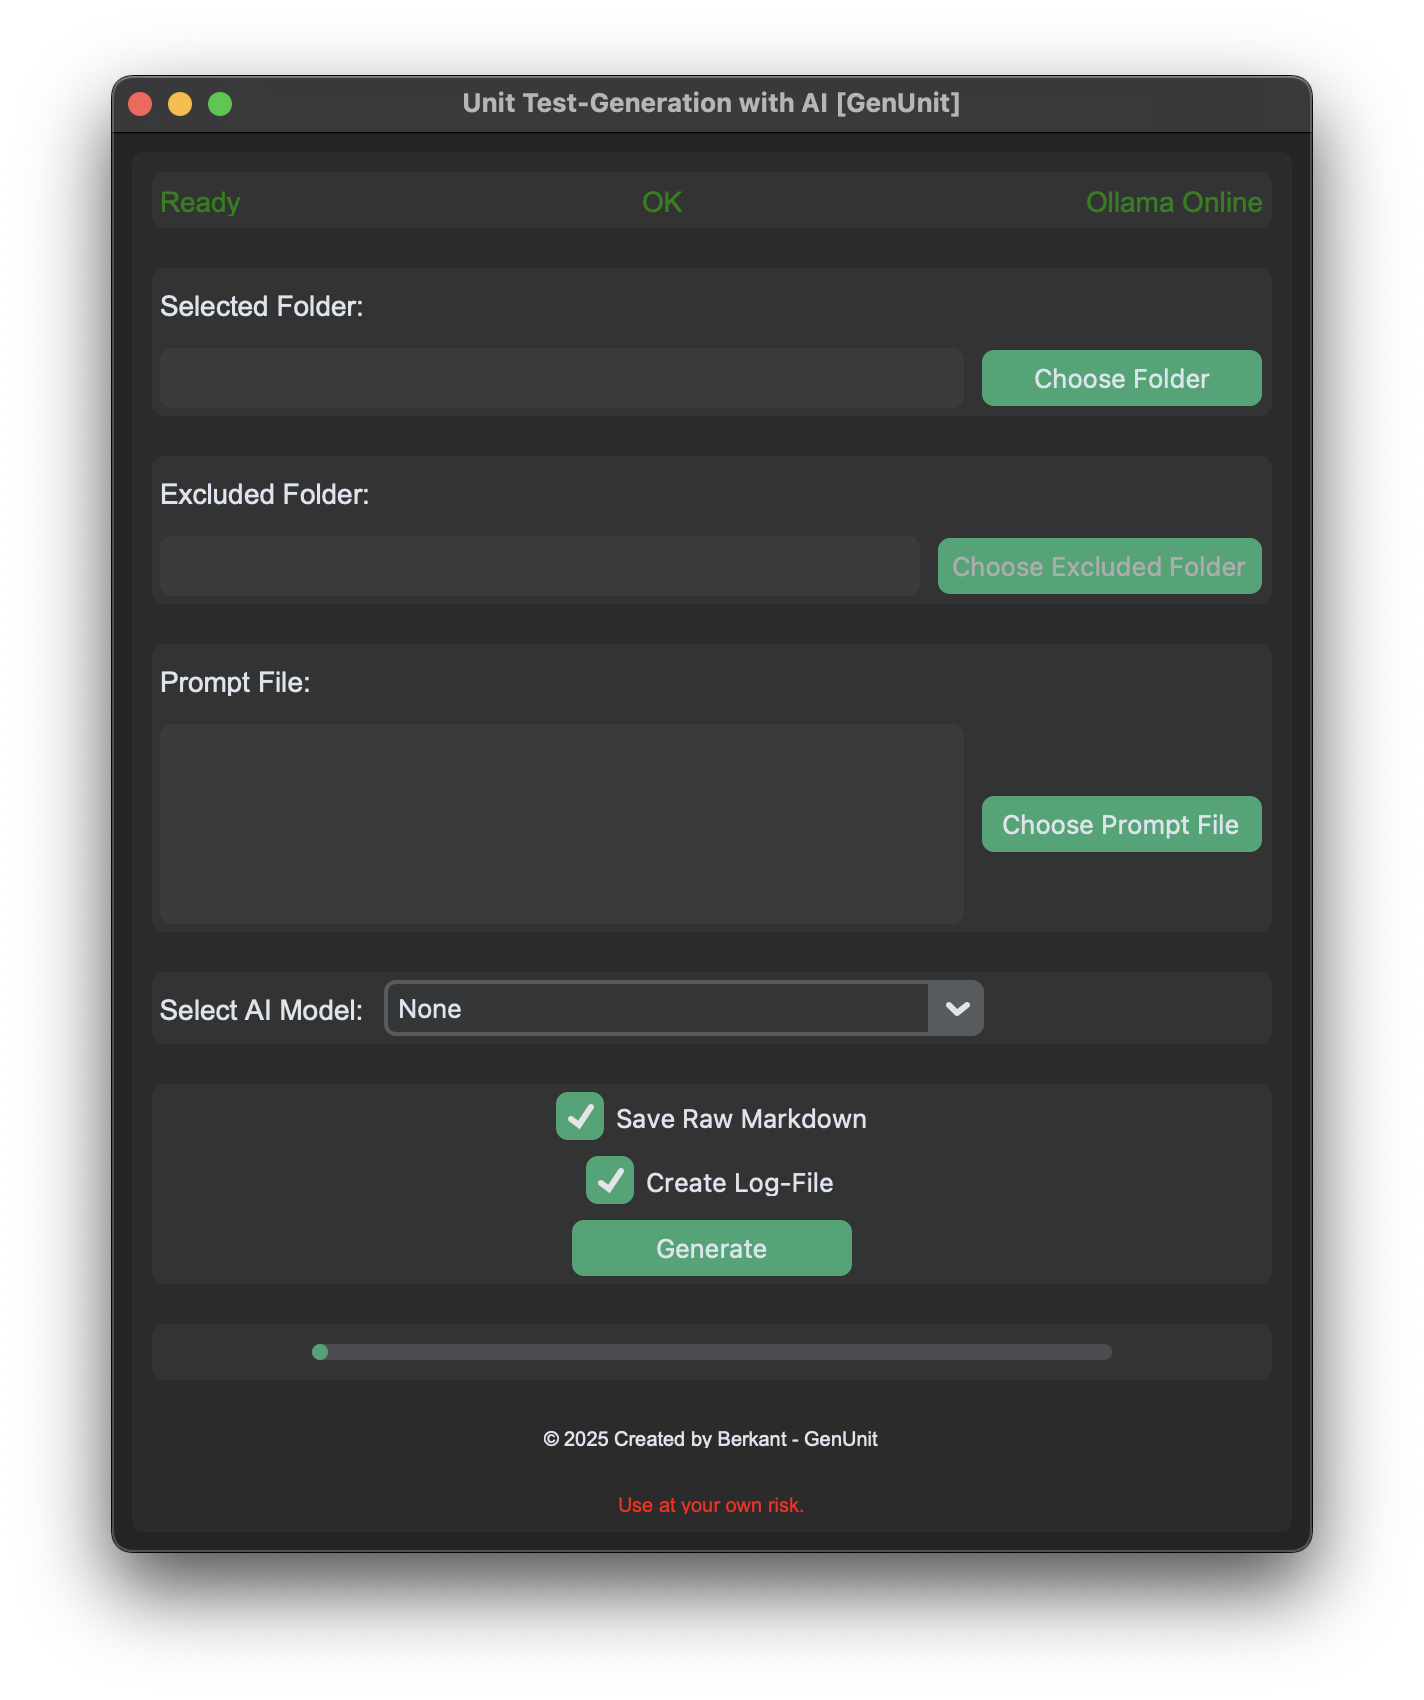 Unit Test-Generation with AI [GenUnit]
Ready OK Ollama Online
Selected Folder:
Choose Folder
Excluded Folder:
Choose Excluded Folder
Prompt File:
Choose Prompt File
Select AI Model: None
Save Raw Markdown
Create Log-File
Generate
© 2025 Created by Berkant - GenUnit
Use at your own risk.